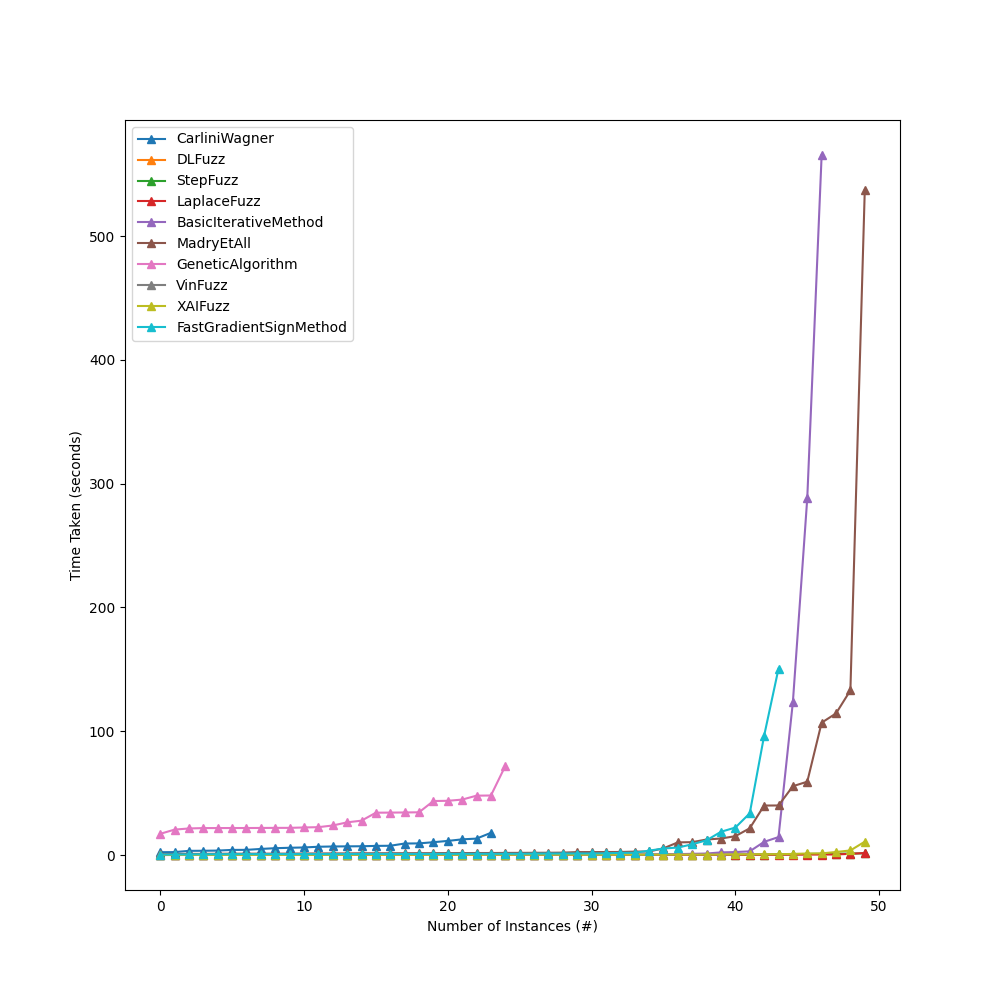 CarliniWagner
DLFuzz
StepFuzz
LaplaceFuzz
BasicIterativeMethod
MadryEtAll
GeneticAlgorithm
VinFuzz
XAIFuzz
FastGradientSignMethod
500
400
300
200
100
0
Time Taken (seconds)
0 10 20 30 40 50
Number of Instances (#)